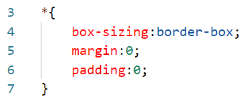 3 *{
4     box-sizing:border-box;
5     margin:0;
6     padding:0;
7 }